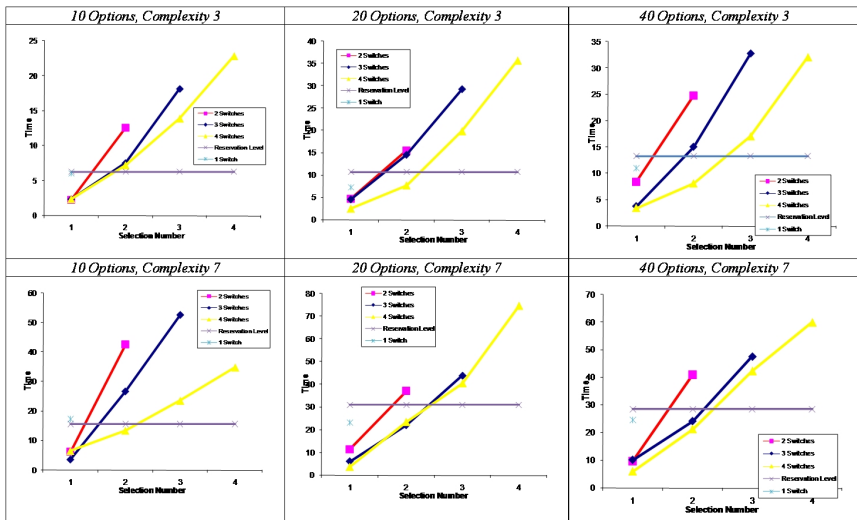 10 Options, Complexity 3
20 Options, Complexity 3
40 Options, Complexity 3
25
20
15
10
5
0
Time
1 2 3 4
Selection Number
2 Switches
3 Switches
4 Switches
Reservation Level
1 Switch
40
35
30
25
20
15
10
5
0
Time
1 2 3 4
Selection Number
2 Switches
3 Switches
4 Switches
Reservation Level
1 Switch
35
30
25
20
15
10
5
0
Time
1 2 3 4
Selection Number
2 Switches
3 Switches
4 Switches
Reservation Level
1 Switch
10 Options, Complexity 7
20 Options, Complexity 7
40 Options, Complexity 7
60
50
40
30
20
10
0
Time
1 2 3 4
Selection Number
2 Switches
3 Switches
4 Switches
Reservation Level
1 Switch
80
70
60
50
40
30
20
10
0
Time
1 2 3 4
Selection Number
2 Switches
3 Switches
4 Switches
Reservation Level
1 Switch
70
60
50
40
30
20
10
0
Time
1 2 3 4
Selection Number
2 Switches
3 Switches
4 Switches
Reservation Level
1 Switch